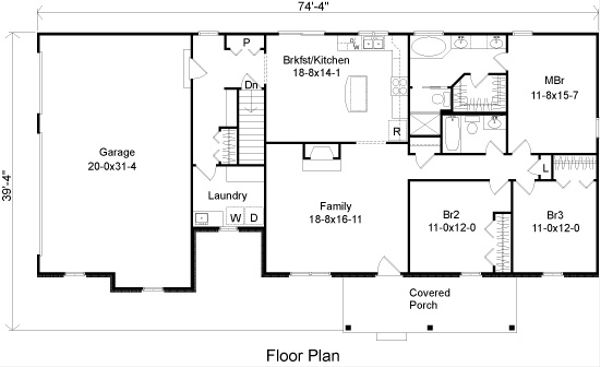 74'-4"
39'-4"
Garage
20-0x31-4
P
Dn
Brkfst/Kitchen
18-8x14-1
D
W
R
MBr
11-8x15-7
Laundry
W D
Family
18-8x16-11
L
Br2
11-0x12-0
Br3
11-0x12-0
Covered
Porch
Floor Plan